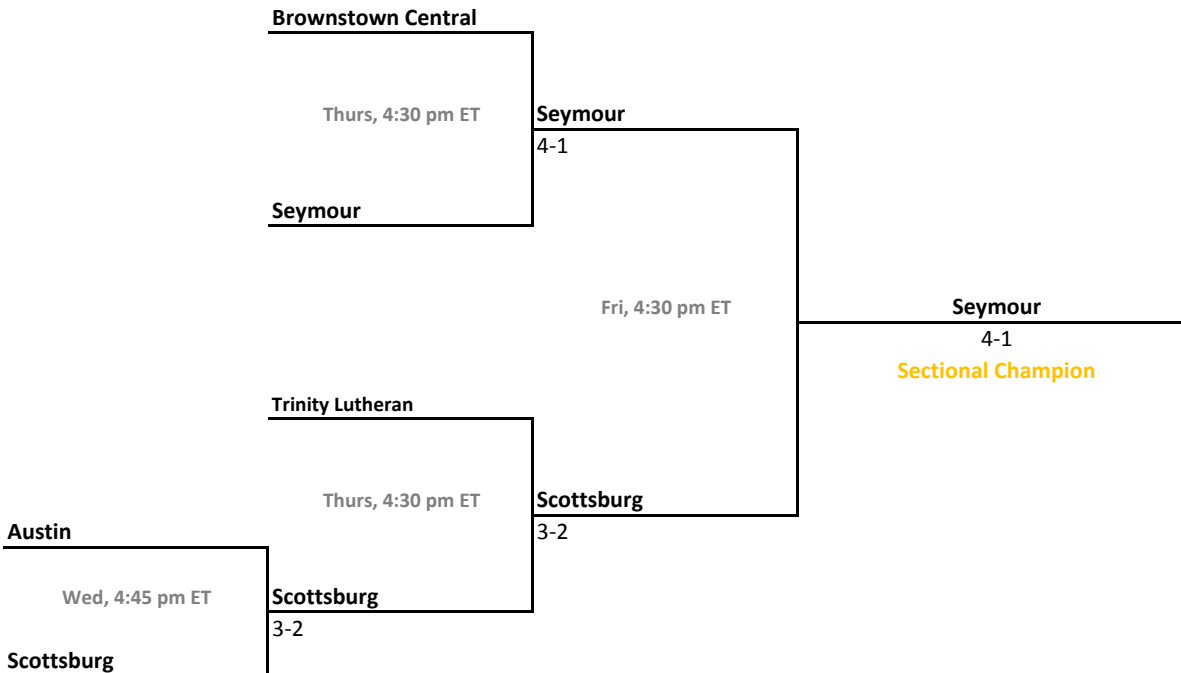 Brownstown Central
Thurs, 4:30 pm ET
Seymour
4-1
Seymour
Fri, 4:30 pm ET
Seymour
4-1
Sectional Champion
Trinity Lutheran
Thurs, 4:30 pm ET
Scottsburg
3-2
Austin
Wed, 4:45 pm ET
Scottsburg
3-2
Scottsburg